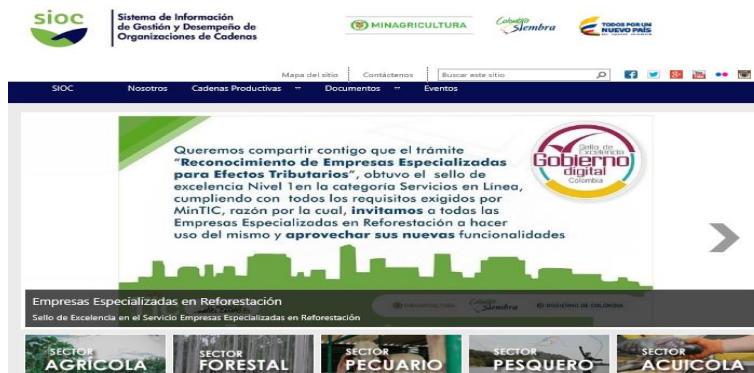 sioc
Sistema de Información
de Gestión y Desempeño de
Organizaciones de Cadenas
MINAGRICULTURA
Colombia
Siembra
TODOS POR UN
NUEVO PAÍS
Mapa del sitio
Contáctenos
Buscar este sitio
SIOC
Nosotros
Cadenas Productivas
Documentos
Eventos
Queremos compartir contigo que el trámite
"Reconocimiento de Empresas Especializadas
para Efectos Tributarios", obtuvo el sello de
excelencia Nivel 1en la categoría Servicios en Línea,
cumpliendo con todos los requisitos exigidos por
MinTIC, razón por la cual, invitamos a todas las
Empresas Especializadas en Reforestación a hacer
uso del mismo y aprovechar sus nuevas funcionalidades
Sello de
Excelencia
Gobierno
digital
Colombia
Empresas Especializadas en Reforestación
Sello de Excelencia en el Servicio Empresas Especializadas en Reforestación
MINAGRICULTURA
Siembra
GOBIERNO DE COLOMBIA
SECTOR
AGRÍCOLA
SECTOR
FORESTAL
SECTOR
PECUARIO
SECTOR
PESQUERO
SECTOR
ACUÍCOLA